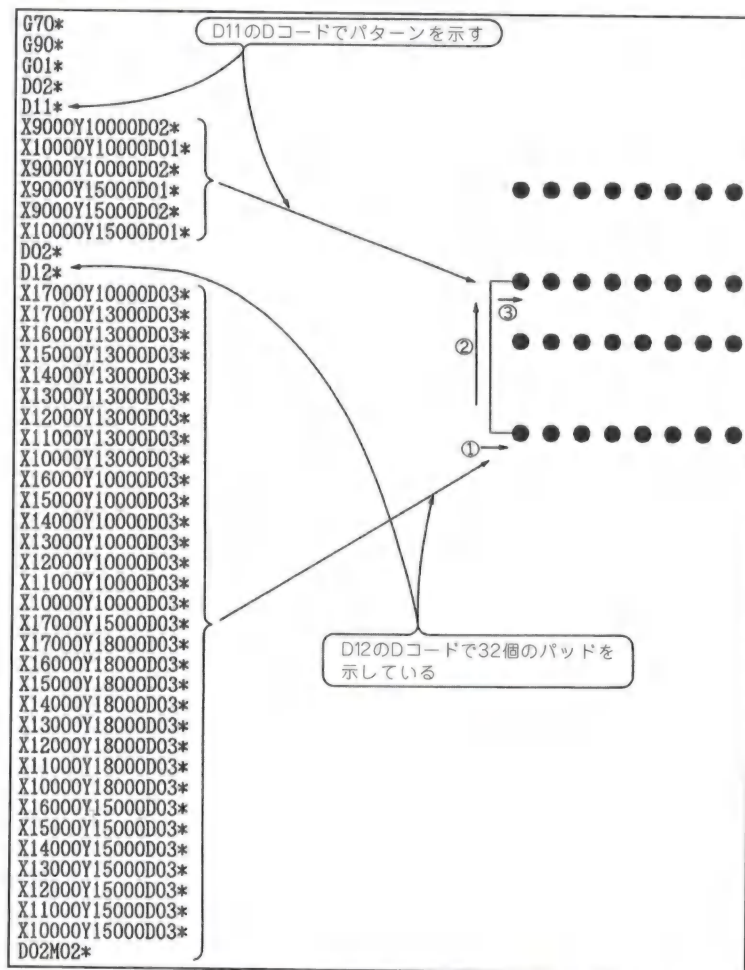 G70*
G90*
G01*
D02*
D11*
X9000Y10000D02*
X10000Y10000D01*
X9000Y10000D02*
X9000Y15000D01*
X9000Y15000D02*
X10000Y15000D01*
D02*
D12*
X17000Y10000D03*
X17000Y13000D03*
X16000Y13000D03*
X15000Y13000D03*
X14000Y13000D03*
X13000Y13000D03*
X12000Y13000D03*
X11000Y13000D03*
X10000Y13000D03*
X16000Y10000D03*
X15000Y10000D03*
X14000Y10000D03*
X13000Y10000D03*
X12000Y10000D03*
X11000Y10000D03*
X10000Y10000D03*
X17000Y15000D03*
X17000Y18000D03*
X16000Y18000D03*
X15000Y18000D03*
X14000Y18000D03*
X13000Y18000D03*
X12000Y18000D03*
X11000Y18000D03*
X10000Y18000D03*
X16000Y15000D03*
X15000Y15000D03*
X14000Y15000D03*
X13000Y15000D03*
X12000Y15000D03*
X11000Y15000D03*
X10000Y15000D03*
D02M02*
D11のDコードでパターンを示す
③
②
①
D12のDコードで32個のパッドを
示している